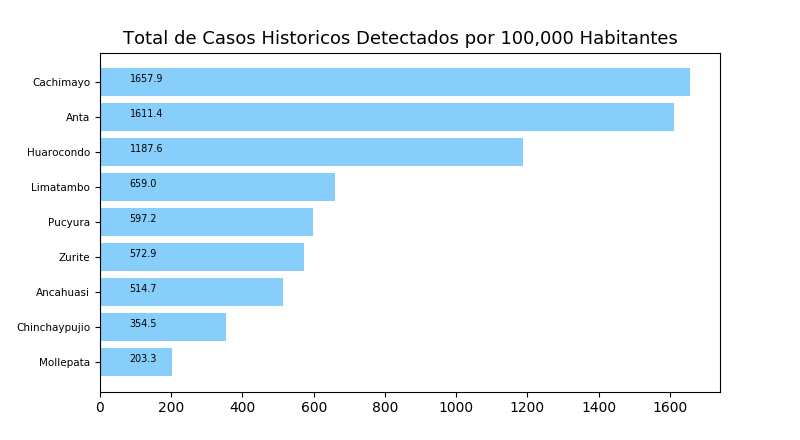 Total de Casos Historicos Detectados por 100,000 Habitantes
Cachimayo 1657.9
Anta 1611.4
Huarocondo 1187.6
Limatambo 659.0
Pucyura 597.2
Zurite 572.9
Ancahuasi 514.7
Chinchaypujio 354.5
Mollepata 203.3
0 200 400 600 800 1000 1200 1400 1600